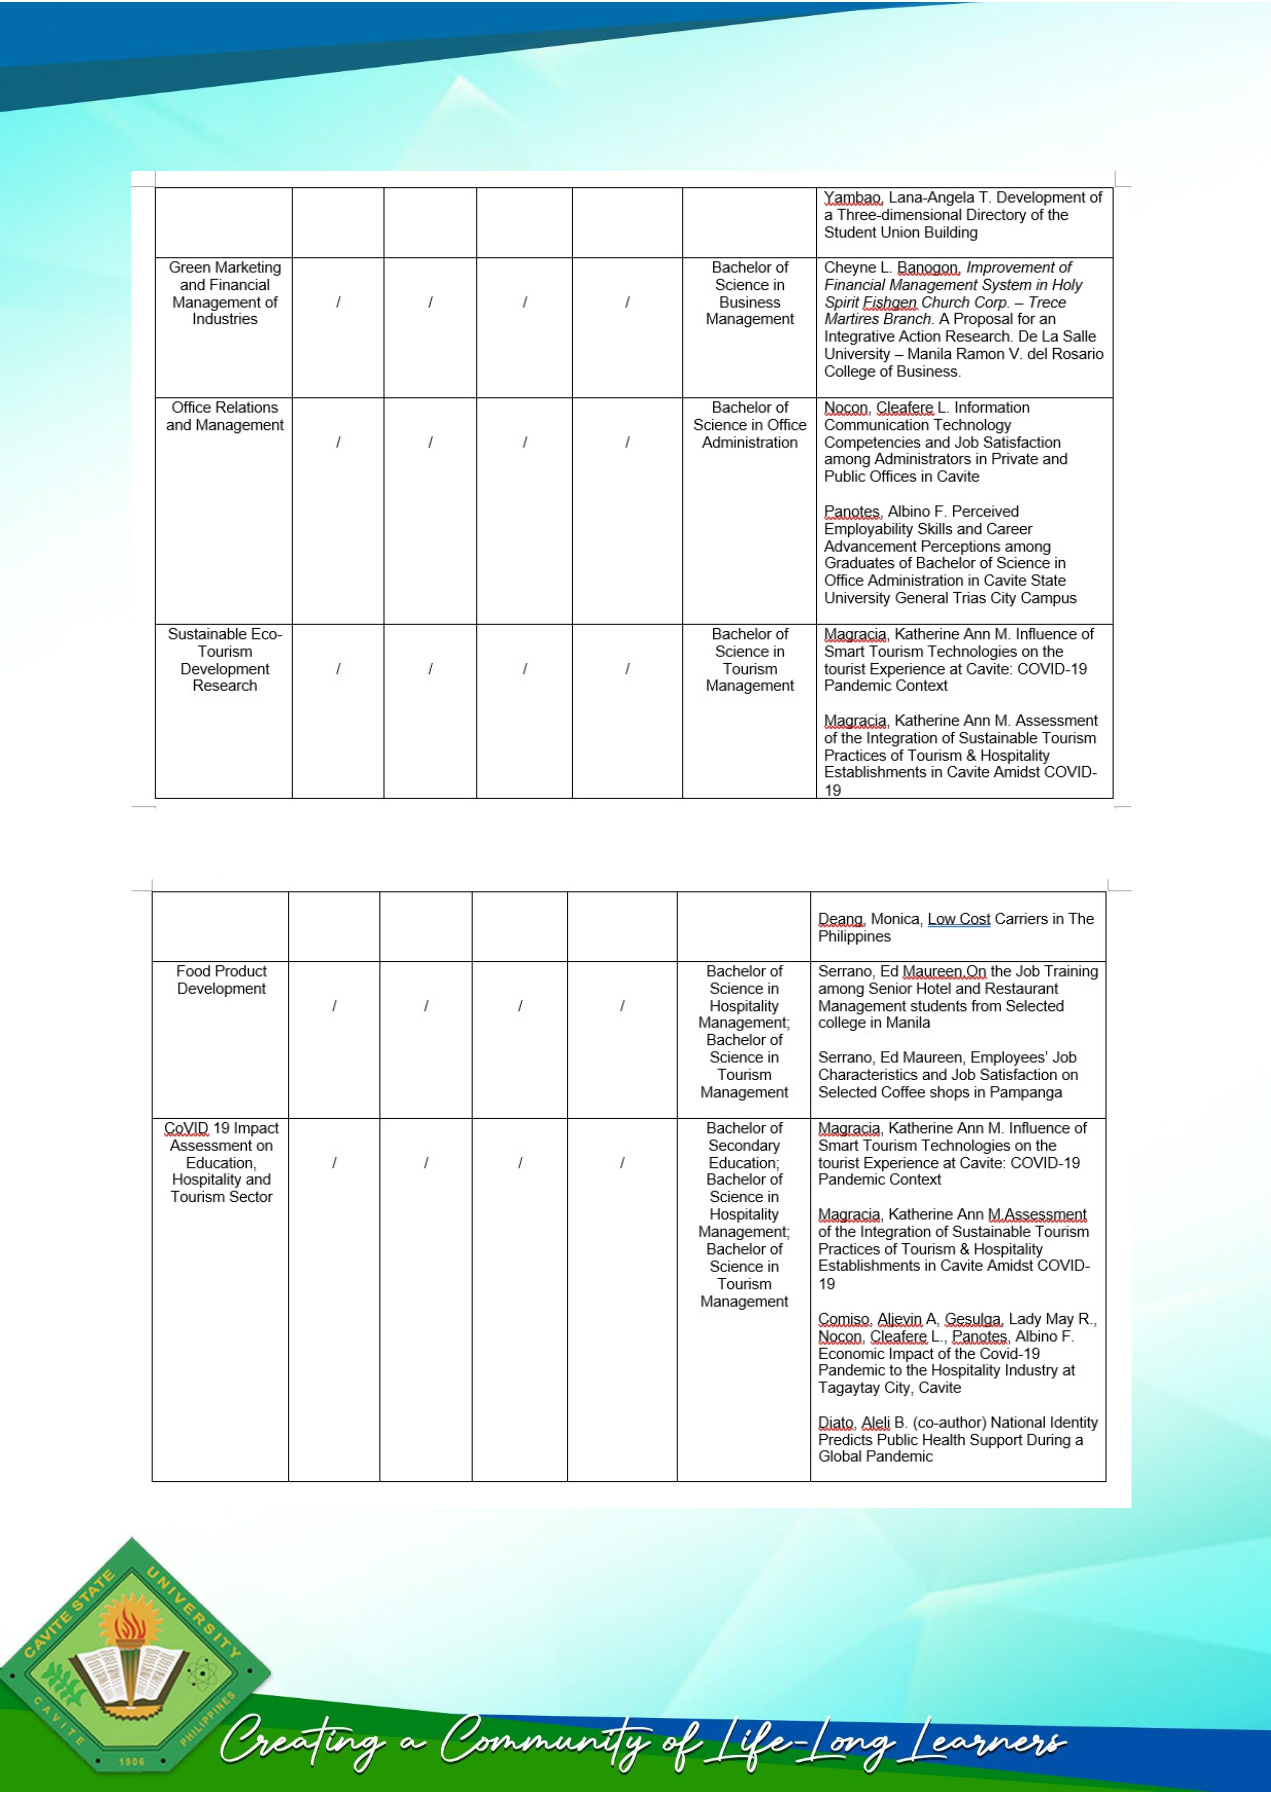 Yambao, Lana-Angela T. Development of
a Three-dimensional Directory of the
Student Union Building
Green Marketing
and Financial
Management of
Industries
/
/
/
/
Bachelor of
Science in
Business
Management
Cheyne L. Banogon, Improvement of
Financial Management System in Holy
Spirit Fishgen Church Corp. – Trece
Martires Branch. A Proposal for an
Integrative Action Research. De La Salle
University – Manila Ramon V. del Rosario
College of Business.
Office Relations
and Management
/
/
/
/
Bachelor of
Science in Office
Administration
Nocon, Cleafere L. Information
Communication Technology
Competencies and Job Satisfaction
among Administrators in Private and
Public Offices in Cavite
Panotes, Albino F. Perceived
Employability Skills and Career
Advancement Perceptions among
Graduates of Bachelor of Science in
Office Administration in Cavite State
University General Trias City Campus
Sustainable Eco-
Tourism
Development
Research
/
/
/
/
Bachelor of
Science in
Tourism
Management
Magracia, Katherine Ann M. Influence of
Smart Tourism Technologies on the
tourist Experience at Cavite: COVID-19
Pandemic Context
Magracia, Katherine Ann M. Assessment
of the Integration of Sustainable Tourism
Practices of Tourism & Hospitality
Establishments in Cavite Amidst COVID-
19
Deang, Monica, Low Cost Carriers in The
Philippines
Food Product
Development
/
/
/
/
Bachelor of
Science in
Hospitality
Management;
Bachelor of
Science in
Tourism
Management
Serrano, Ed Maureen,On the Job Training
among Senior Hotel and Restaurant
Management students from Selected
college in Manila
Serrano, Ed Maureen, Employees' Job
Characteristics and Job Satisfaction on
Selected Coffee shops in Pampanga
CoVID 19 Impact
Assessment on
Education,
Hospitality and
Tourism Sector
/
/
/
/
Bachelor of
Secondary
Education;
Bachelor of
Science in
Hospitality
Management;
Bachelor of
Science in
Tourism
Management
Magracia, Katherine Ann M. Influence of
Smart Tourism Technologies on the
tourist Experience at Cavite: COVID-19
Pandemic Context
Magracia, Katherine Ann M.Assessment
of the Integration of Sustainable Tourism
Practices of Tourism & Hospitality
Establishments in Cavite Amidst COVID-
19
Comiso, Aljevin A, Gesulga, Lady May R.,
Nocon, Cleafere L., Panotes, Albino F.
Economic Impact of the Covid-19
Pandemic to the Hospitality Industry at
Tagaytay City, Cavite
Diato, Aleli B. (co-author) National Identity
Predicts Public Health Support During a
Global Pandemic
CAVITE STATE UNIVERSITY
CAVITE
PHILIPPINES
1906
Creating a Community of Life-Long Learners